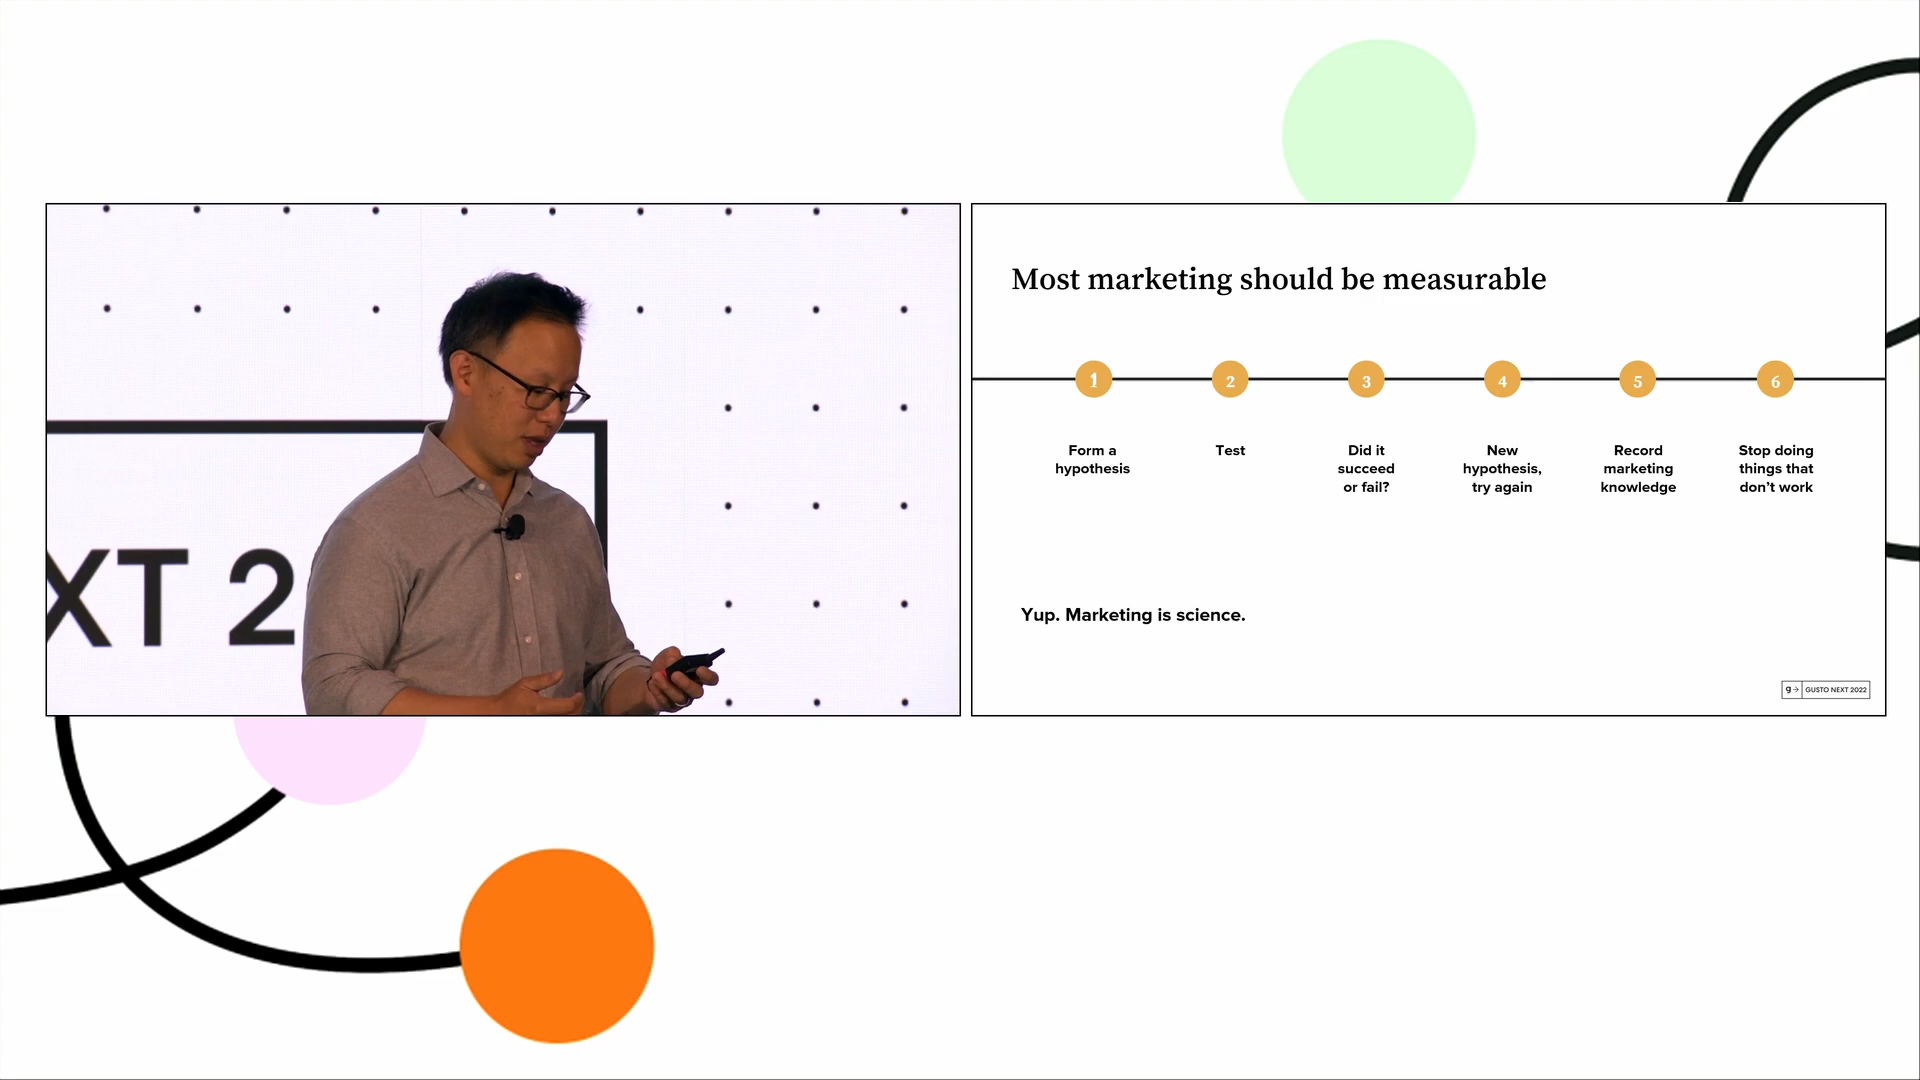 XT 2
Most marketing should be measurable
1
2
3
4
5
6
Form a
hypothesis
Test
Did it
succeed
or fail?
New
hypothesis,
try again
Record
marketing
knowledge
Stop doing
things that
don’t work
Yup. Marketing is science.
g→ GUSTO NEXT 2022